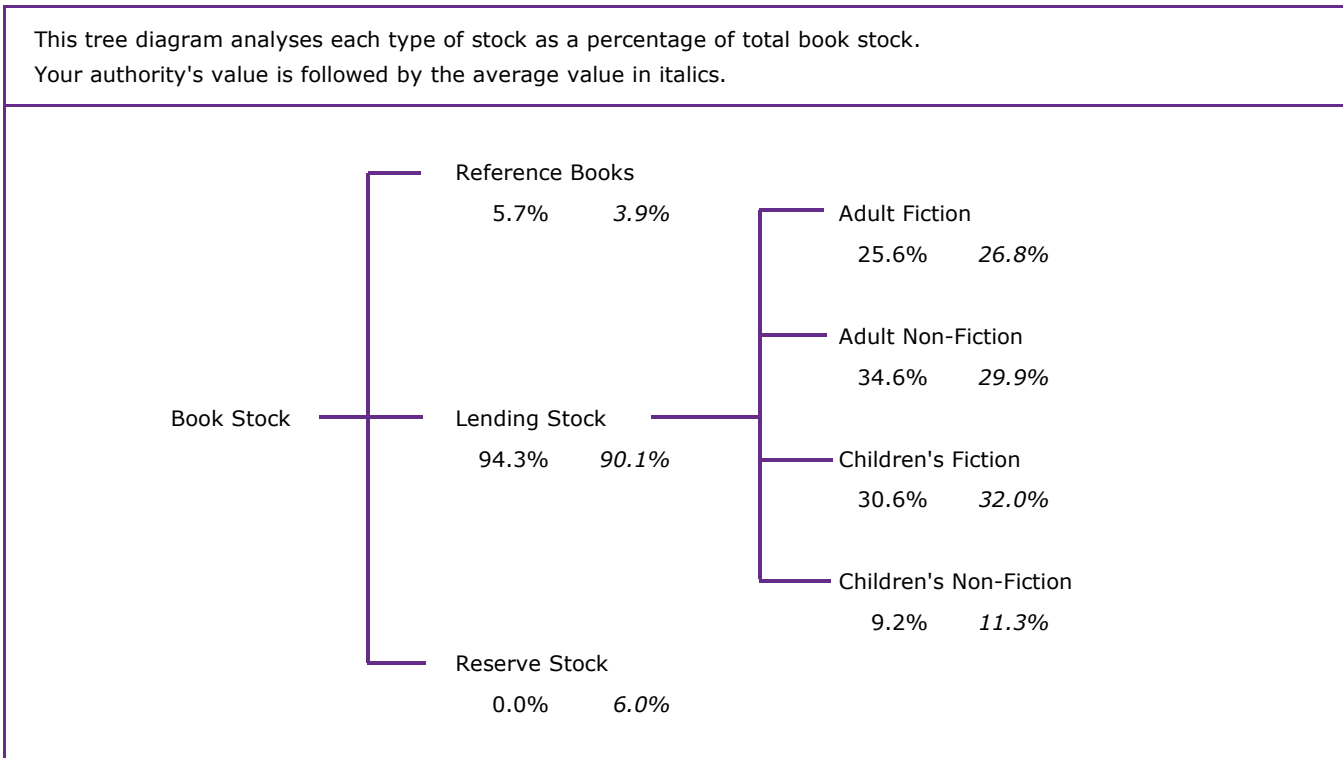 This tree diagram analyses each type of stock as a percentage of total book stock.
Your authority's value is followed by the average value in italics.
Reference Books
5.7% 3.9%
Adult Fiction
25.6% 26.8%
Adult Non-Fiction
34.6% 29.9%
Book Stock
Lending Stock
94.3% 90.1%
Children's Fiction
30.6% 32.0%
Children's Non-Fiction
9.2% 11.3%
Reserve Stock
0.0% 6.0%